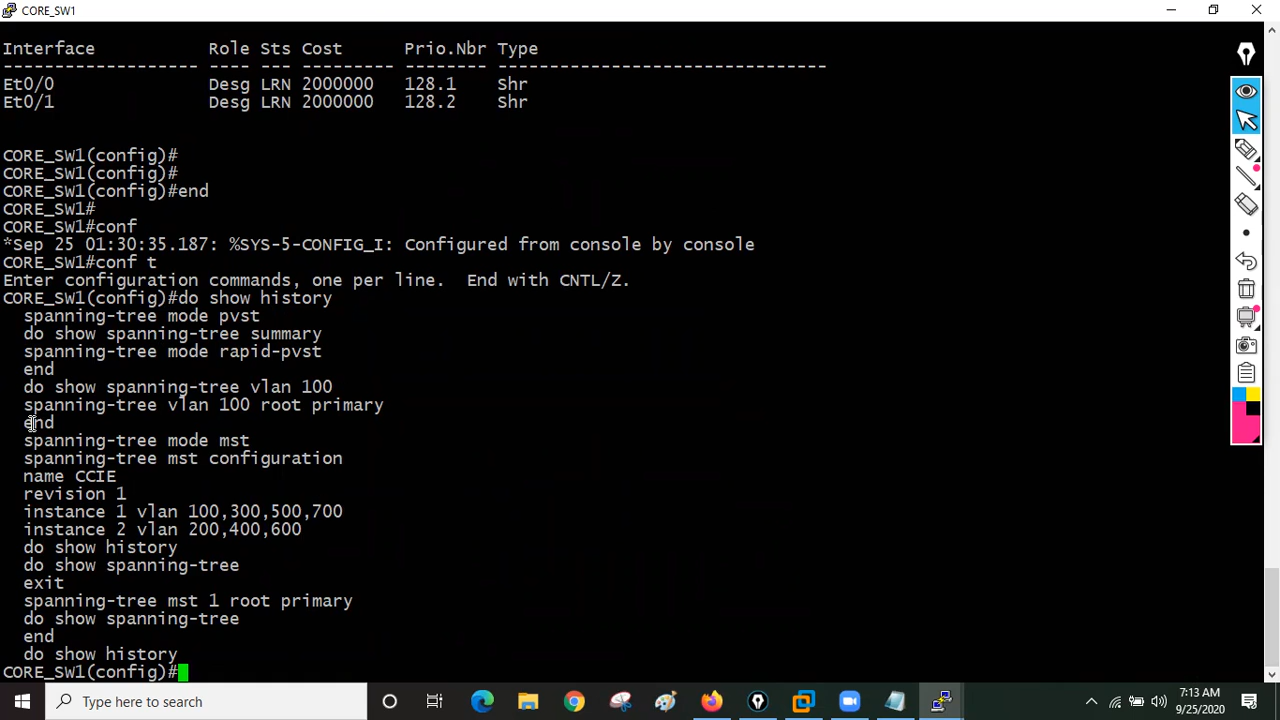 CORE_SW1
Interface Role Sts Cost Prio.Nbr Type
------------------- ---- --- --------- -------- --------------------------------
Et0/0 Desg LRN 2000000 128.1 Shr
Et0/1 Desg LRN 2000000 128.2 Shr
CORE_SW1(config)#
CORE_SW1(config)#
CORE_SW1(config)#end
CORE_SW1#
CORE_SW1#conf
*Sep 25 01:30:35.187: %SYS-5-CONFIG_I: Configured from console by console
CORE_SW1#conf t
Enter configuration commands, one per line.  End with CNTL/Z.
CORE_SW1(config)#do show history
spanning-tree mode pvst
do show spanning-tree summary
spanning-tree mode rapid-pvst
end
do show spanning-tree vlan 100
spanning-tree vlan 100 root primary
end
spanning-tree mode mst
spanning-tree mst configuration
name CCIE
revision 1
instance 1 vlan 100,300,500,700
instance 2 vlan 200,400,600
do show history
do show spanning-tree
exit
spanning-tree mst 1 root primary
do show spanning-tree
end
do show history
CORE_SW1(config)#
Type here to search
7:13 AM
9/25/2020